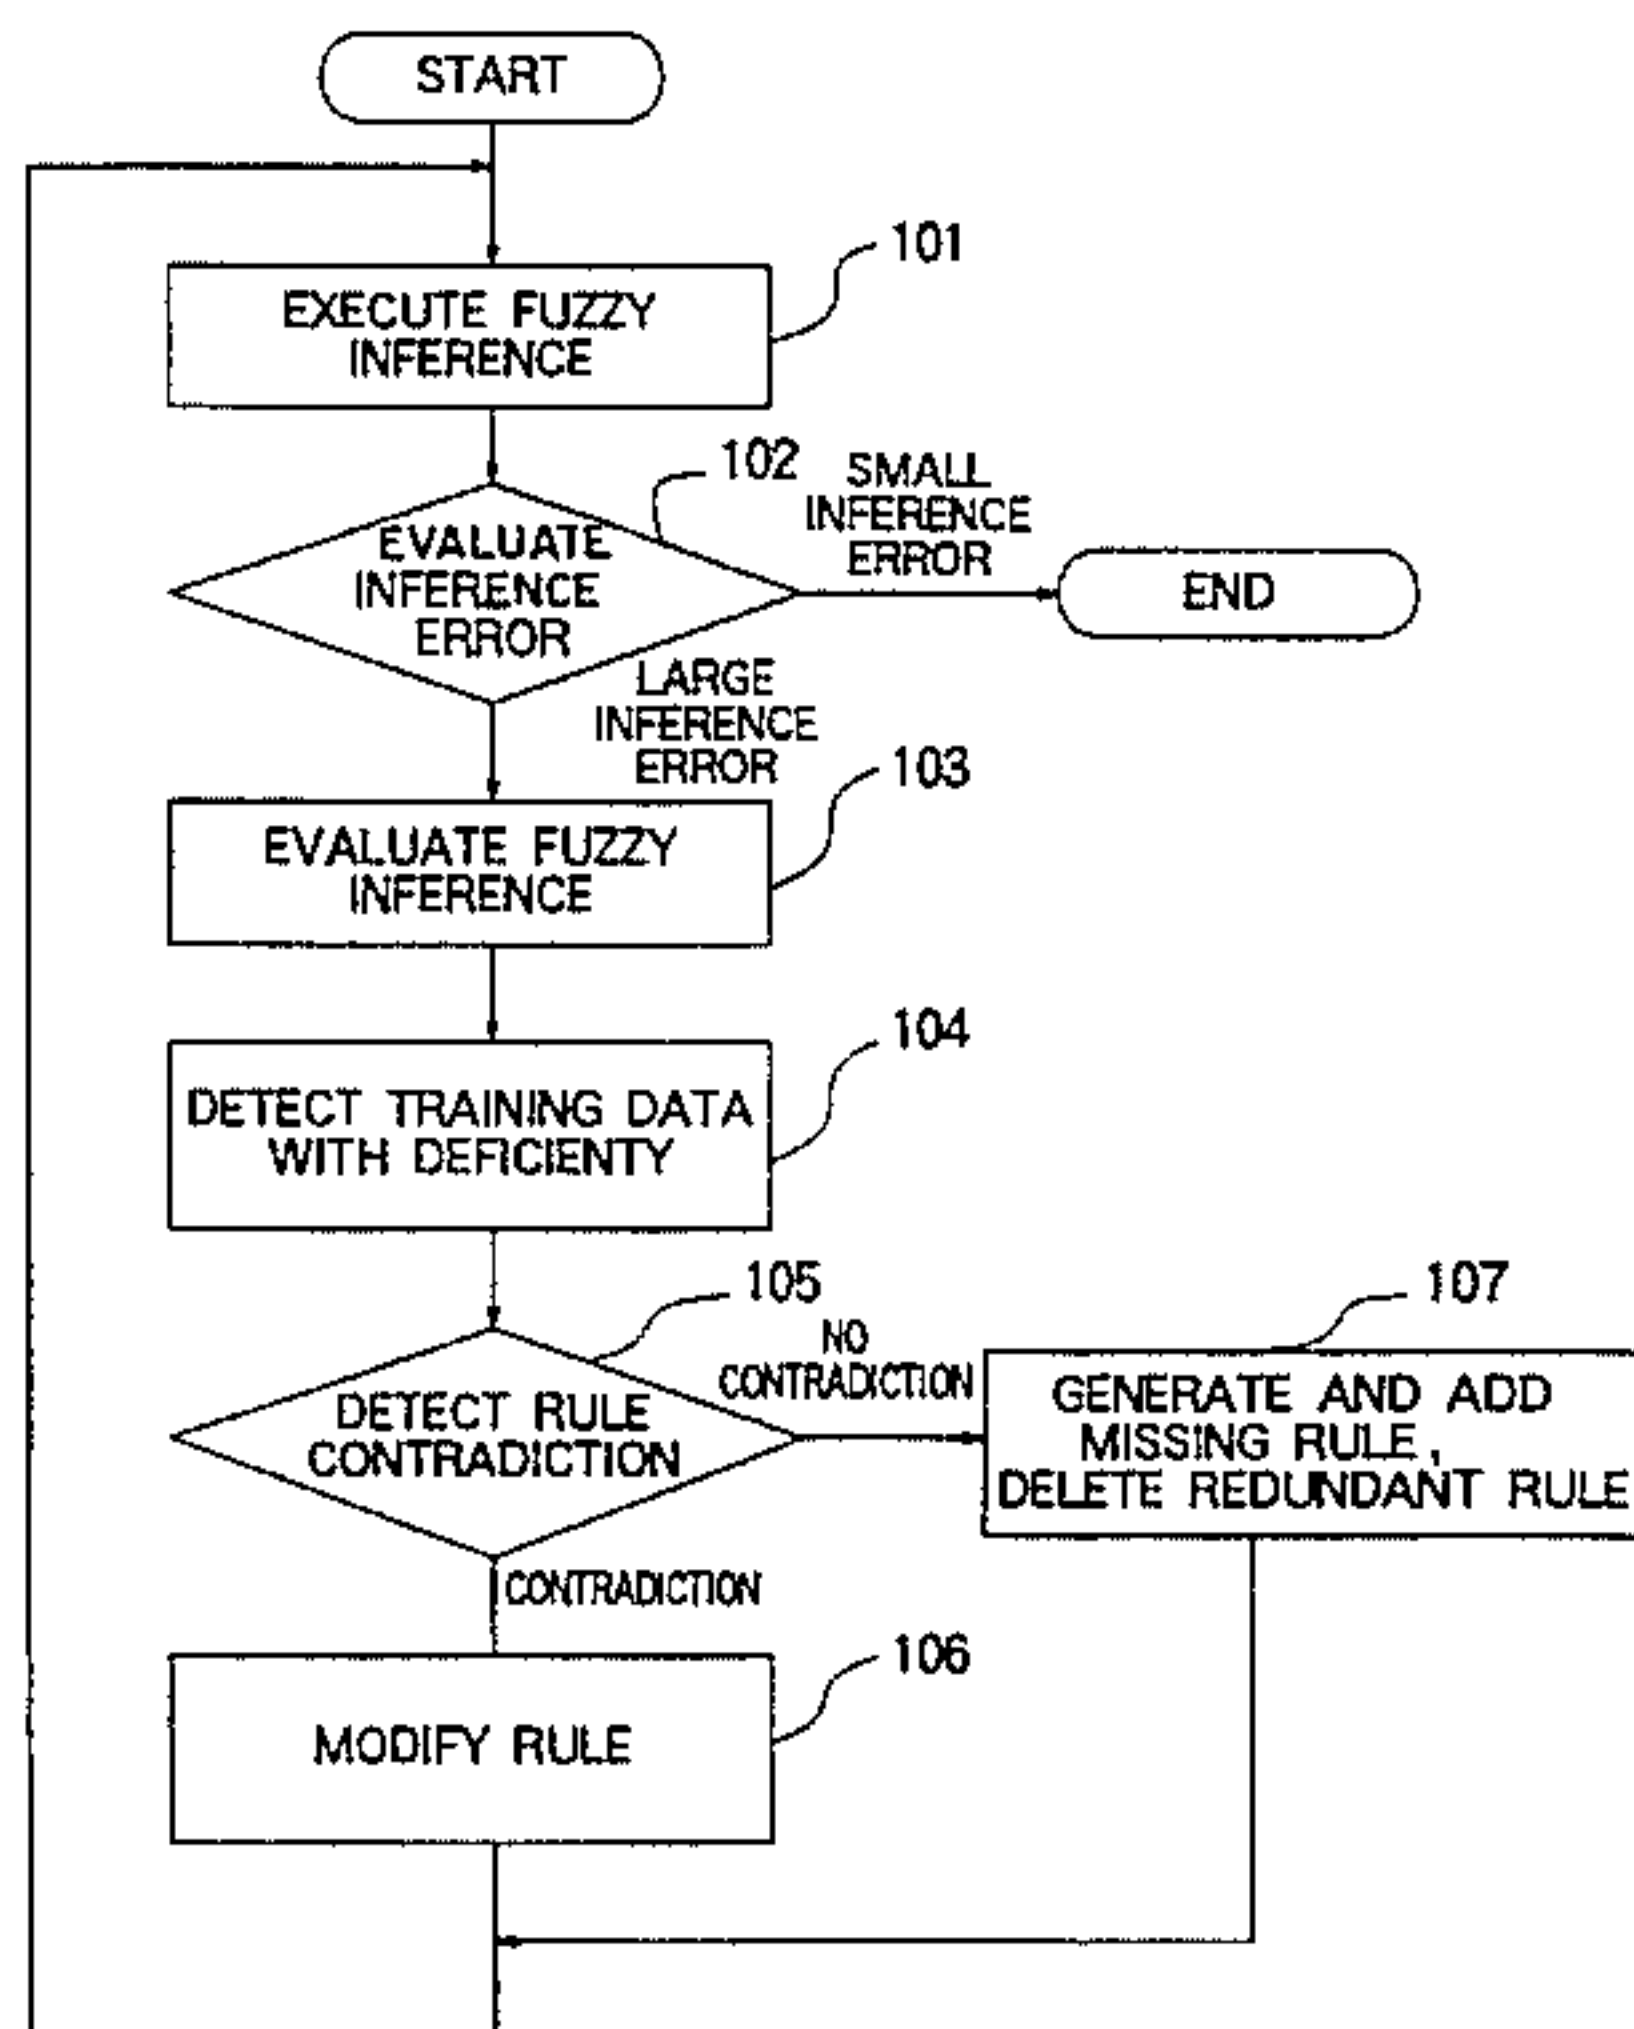 START
101
EXECUTE FUZZY
INFERENCE
102
SMALL
INFERENCE
ERROR
EVALUATE
INFERENCE
ERROR
END
LARGE
INFERENCE
ERROR
103
EVALUATE FUZZY
INFERENCE
104
DETECT TRAINING DATA
WITH DEFICIENTY
105
NO
CONTRADICTION
107
DETECT RULE
CONTRADICTION
GENERATE AND ADD
MISSING RULE,
DELETE REDUNDANT RULE
CONTRADICTION
106
MODIFY RULE